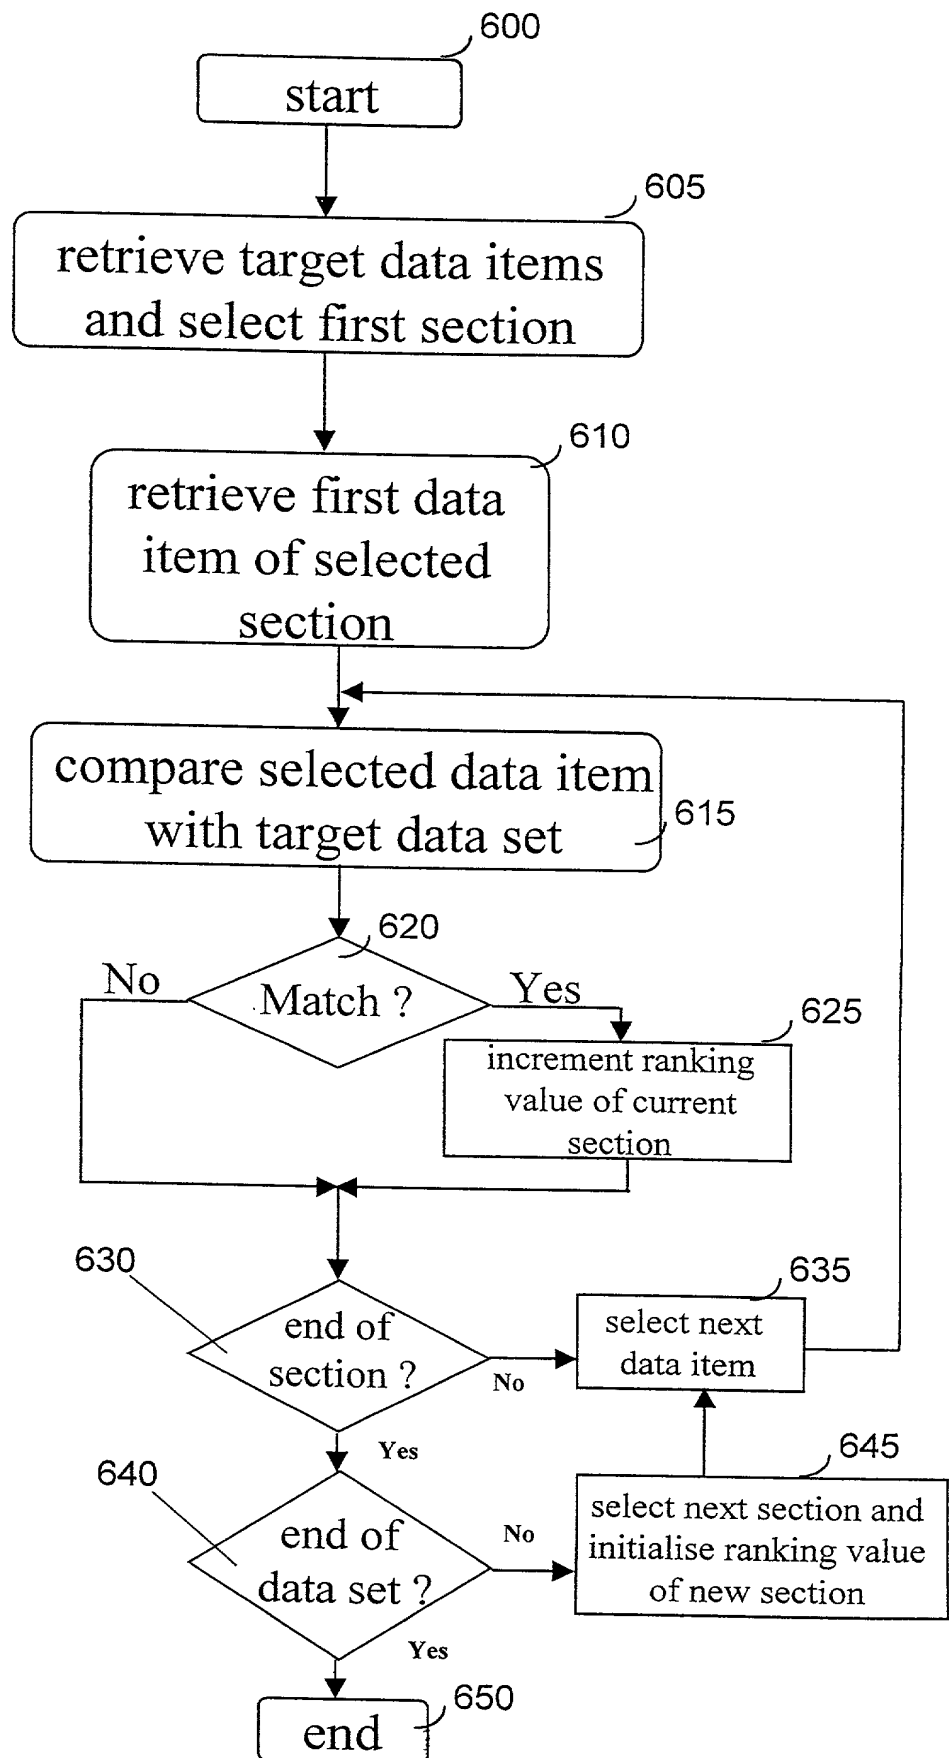 600
start
605
retrieve target data items
and select first section
610
retrieve first data
item of selected
section
compare selected data item
with target data set
615
620
No
Match ?
Yes
625
increment ranking
value of current
section
630
end of
section ?
No
635
select next
data item
Yes
640
end of
data set ?
No
645
select next section and
initialise ranking value
of new section
Yes
650
end